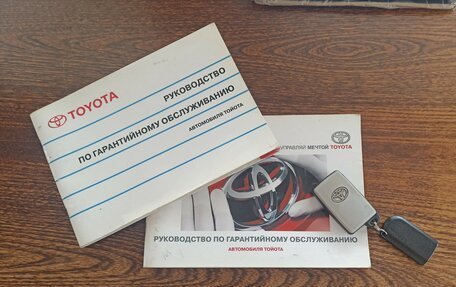 TOYOTA
РУКОВОДСТВО
ПО ГАРАНТИЙНОМУ ОБСЛУЖИВАНИЮ
АВТОМОБИЛЯ ТОЙОТА
УПРАВЛЯЙ МЕЧТОЙ TOYOTA
РУКОВОДСТВО ПО ГАРАНТИЙНОМУ ОБСЛУЖИВАНИЮ
АВТОМОБИЛЯ ТОЙОТА